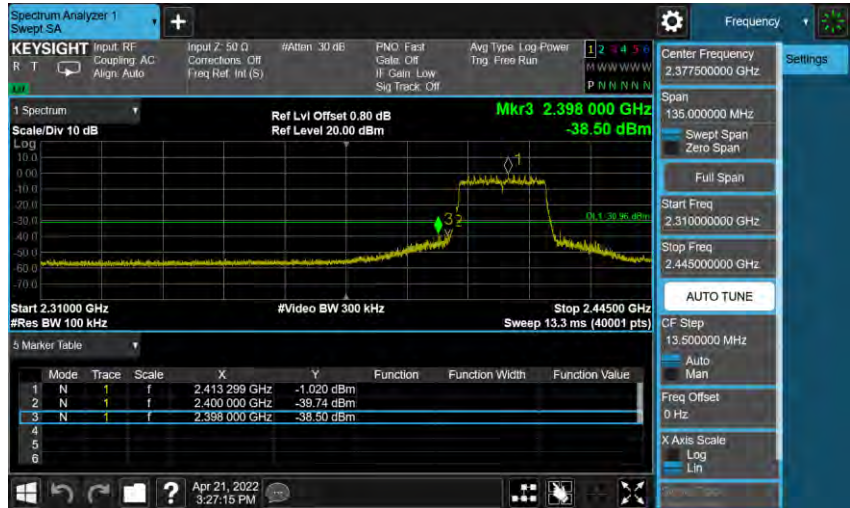 Spectrum Analyzer 1
Swept SA
+
Frequency
KEYSIGHT
R T
Input: RF
Coupling: AC
Align: Auto
Input Z: 50 Ω
Corrections: Off
Freq Ref: Int (S)
#Atten: 30 dB
PNO: Fast
Gate: Off
IF Gain: Low
Sig Track: Off
Avg Type: Log-Power
Trig: Free Run
1 2 3 4 5 6
M W W W W W
P N N N N N
Center Frequency
2.377500000 GHz
Settings
Span
135.000000 MHz
Swept Span
Zero Span
Full Span
Start Freq
2.310000000 GHz
Stop Freq
2.445000000 GHz
AUTO TUNE
CF Step
13.500000 MHz
Auto
Man
Freq Offset
0 Hz
X Axis Scale
Log
Lin
1 Spectrum
Scale/Div 10 dB
Ref Lvl Offset 0.80 dB
Ref Level 20.00 dBm
Mkr3 2.398 000 GHz
-38.50 dBm
Log
10.0
0.00
-10.0
-20.0
-30.0
-40.0
-50.0
-60.0
-70.0
1
3
2
DL1 -30.96 dBm
Start 2.31000 GHz
#Video BW 300 kHz
Stop 2.44500 GHz
#Res BW 100 kHz
Sweep 13.3 ms (40001 pts)
5 Marker Table
Mode Trace Scale X Y Function Function Width Function Value
1 N 1 f 2.413 299 GHz -1.020 dBm
2 N 1 f 2.400 000 GHz -39.74 dBm
3 N 1 f 2.398 000 GHz -38.50 dBm
4
5
6
?
Apr 21, 2022
3:27:15 PM